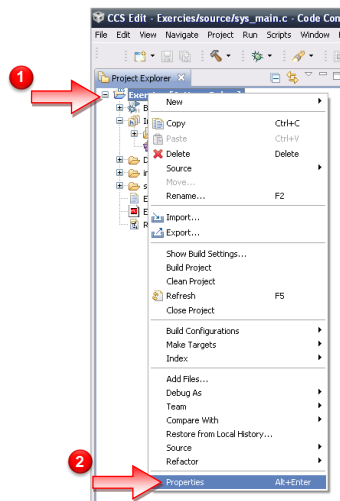 CCS Edit - Exercies/source/sys_main.c - Code Com
File Edit View Navigate Project Run Scripts Window
Project Explorer
1
New
Copy Ctrl+C
Paste Ctrl+V
Delete Delete
Source
Move...
Rename... F2
Import...
Export...
Show Build Settings...
Build Project
Clean Project
Refresh F5
Close Project
Build Configurations
Make Targets
Index
Add Files...
Debug As
Team
Compare With
Restore from Local History...
Source
Refactor
2
Properties Alt+Enter